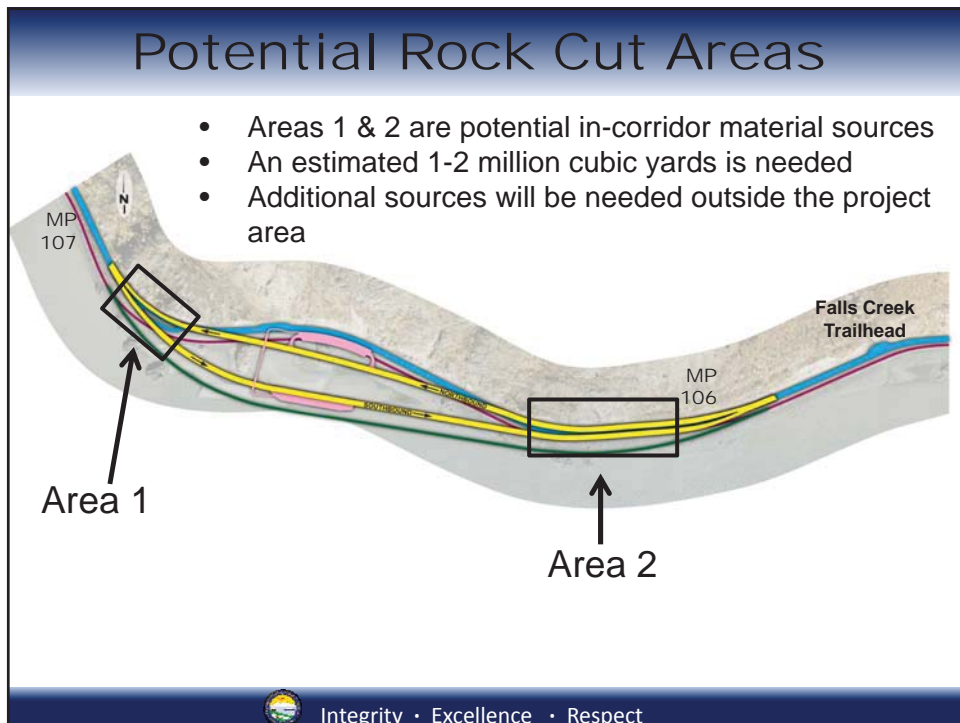 Potential Rock Cut Areas
• Areas 1 & 2 are potential in-corridor material sources
• An estimated 1-2 million cubic yards is needed
• Additional sources will be needed outside the project
area
N
MP
107
Falls Creek
Trailhead
MP
106
NORTHBOUND
SOUTHBOUND
Area 1
Area 2
Integrity · Excellence · Respect